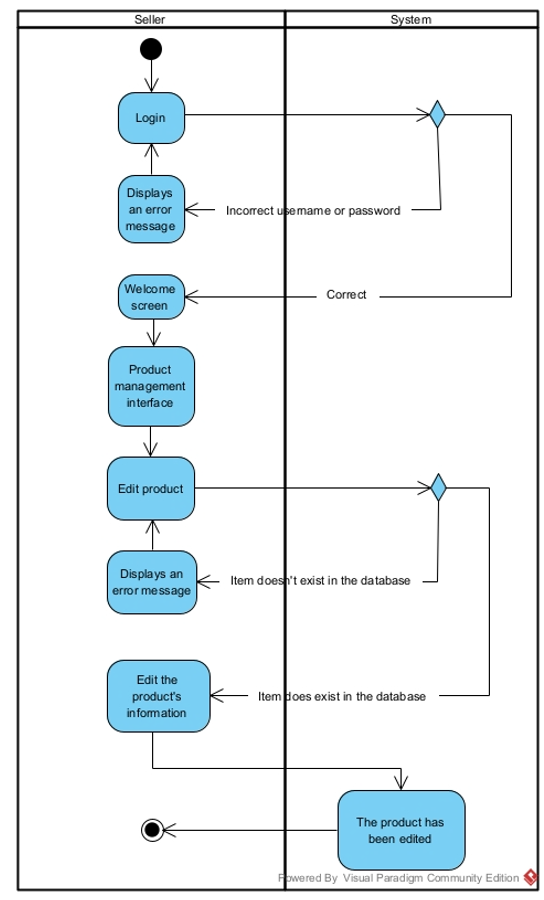 Seller
System
Login
Displays
an error
message
Incorrect username or password
Welcome
screen
Correct
Product
management
interface
Edit product
Displays an
error message
Item doesn't exist in the database
Edit the
product's
information
Item does exist in the database
The product has
been edited
Powered By Visual Paradigm Community Edition